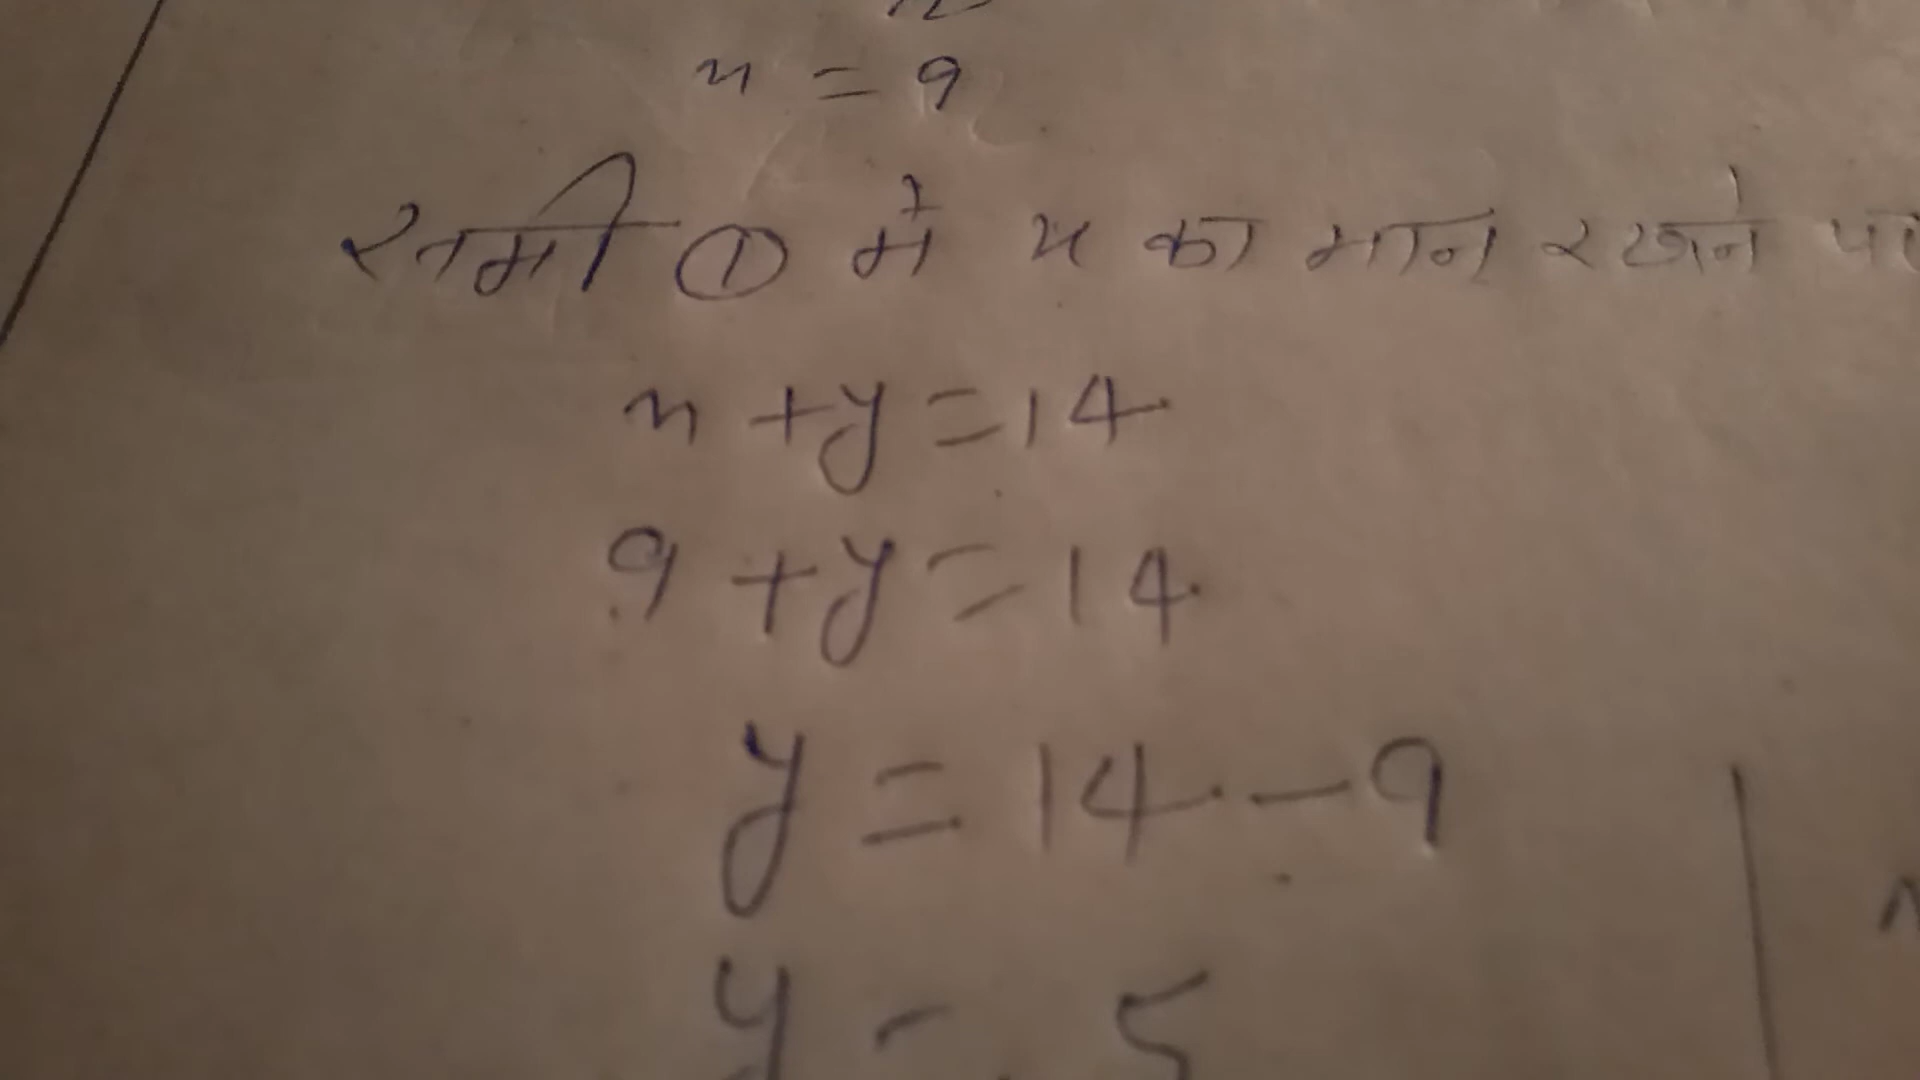 x = 9
समी ① में x का मान रखने पर
x + y = 14
9 + y = 14
y = 14 - 9
y = 5